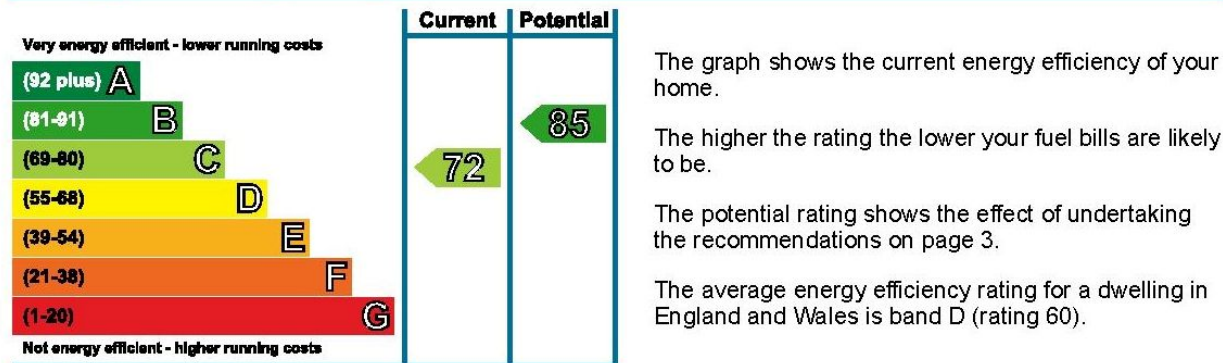 Current Potential
Very energy efficient - lower running costs
(92 plus) A
(81-91) B
(69-80) C
(55-68) D
(39-54) E
(21-38) F
(1-20) G
Not energy efficient - higher running costs
72
85
The graph shows the current energy efficiency of your
home.
The higher the rating the lower your fuel bills are likely
to be.
The potential rating shows the effect of undertaking
the recommendations on page 3.
The average energy efficiency rating for a dwelling in
England and Wales is band D (rating 60).